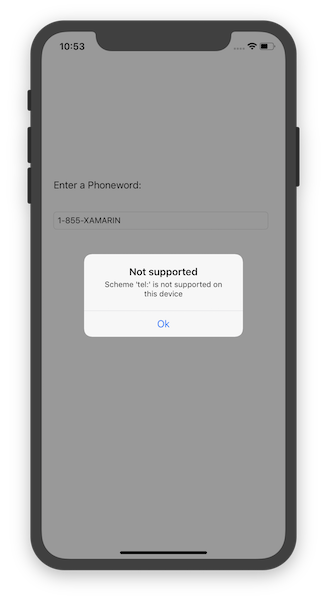 10:53
Enter a Phoneword:
1-855-XAMARIN
Not supported
Scheme 'tel:' is not supported on
this device
Ok